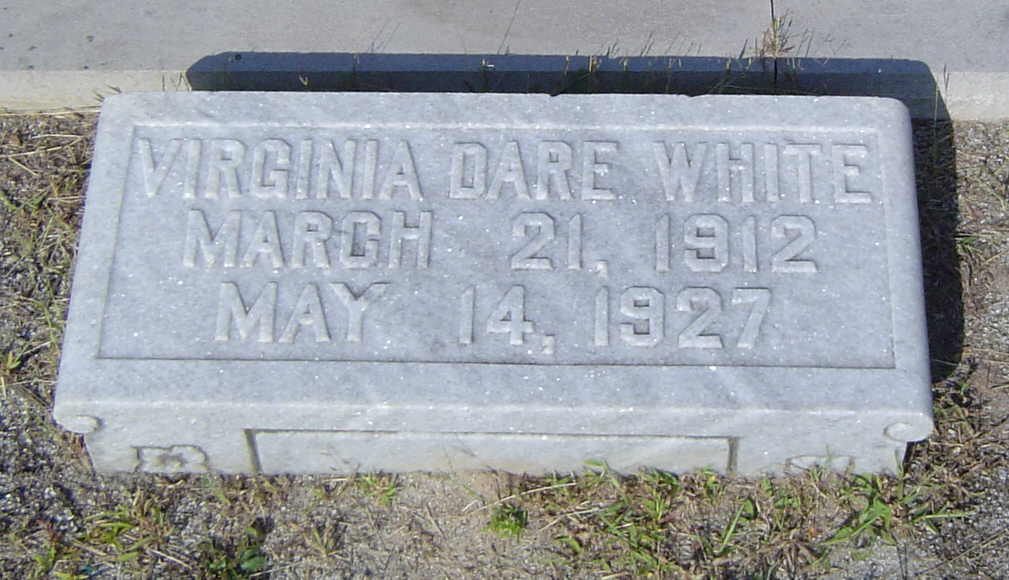 VIRGINIA DARE WHITE
MARCH 21, 1912
MAY 14, 1927